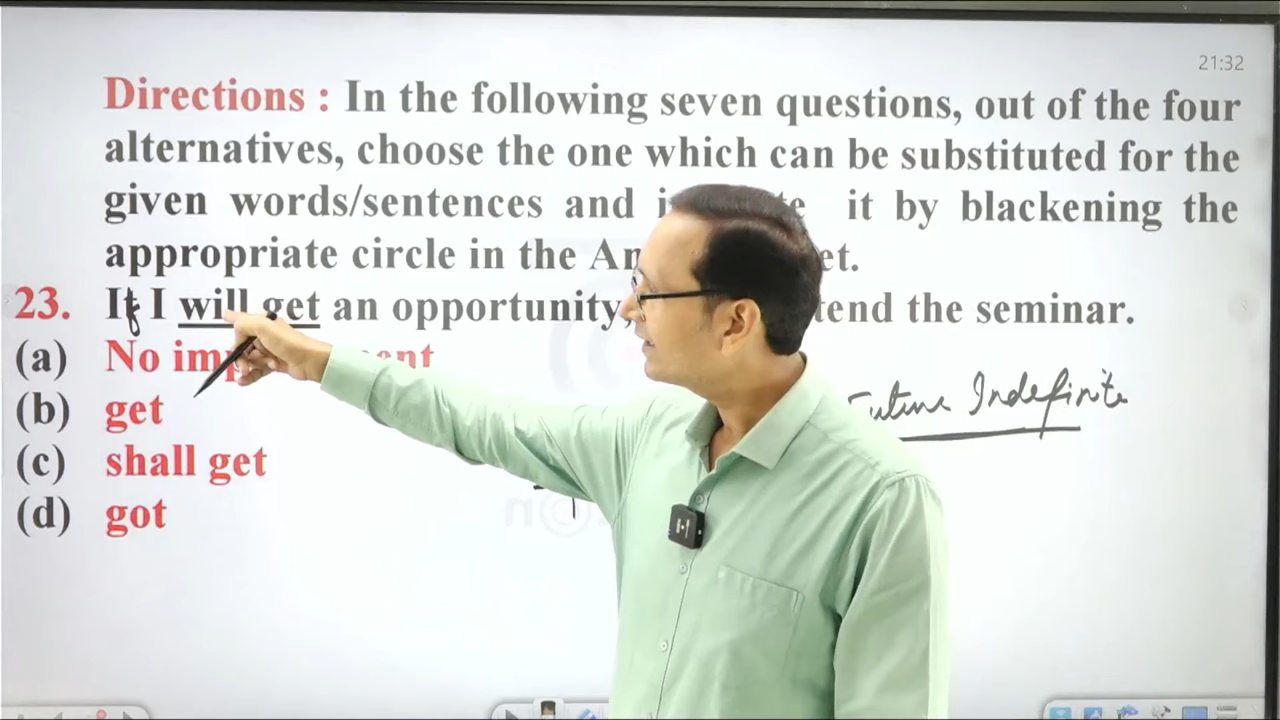 21:32
Directions : In the following seven questions, out of the four
alternatives, choose the one which can be substituted for the
given words/sentences and it by blackening the
appropriate circle in the
23. If I will get an opportunity, the seminar.
(a) No
(b) get
(c) shall get
(d) got
Future Indefinite